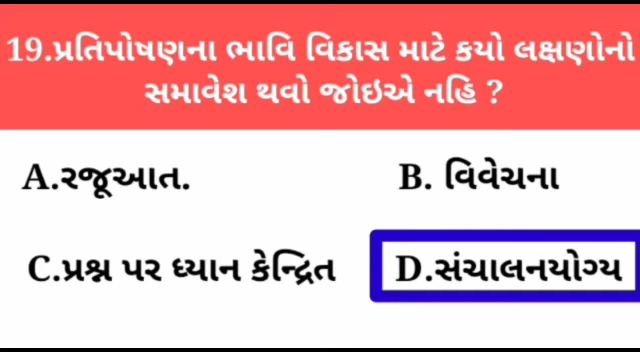 19.પ્રતિપોષણના ભાવિ વિકાસ માટે કયો લક્ષણોનો
સમાવેશ થવો જોઇએ નહિ ?
A.રજૂઆત.
B. વિવેચના
C.પ્રશ્ન પર ધ્યાન કેન્દ્રિત
D.સંચાલનયોગ્ય